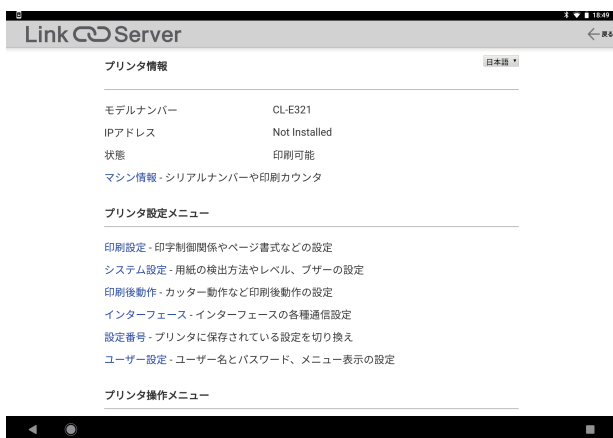 18:49
Link Server
戻る
プリンタ情報
日本語
モデルナンバー CL-E321
IPアドレス Not Installed
状態 印刷可能
マシン情報 - シリアルナンバーや印刷カウンタ
プリンタ設定メニュー
印刷設定 - 印字制御関係やページ書式などの設定
システム設定 - 用紙の検出方法やレベル、ブザーの設定
印刷後動作 - カッター動作など印刷後動作の設定
インターフェース - インターフェースの各種通信設定
設定番号 - プリンタに保存されている設定を切り換え
ユーザー設定 - ユーザー名とパスワード、メニュー表示の設定
プリンタ操作メニュー